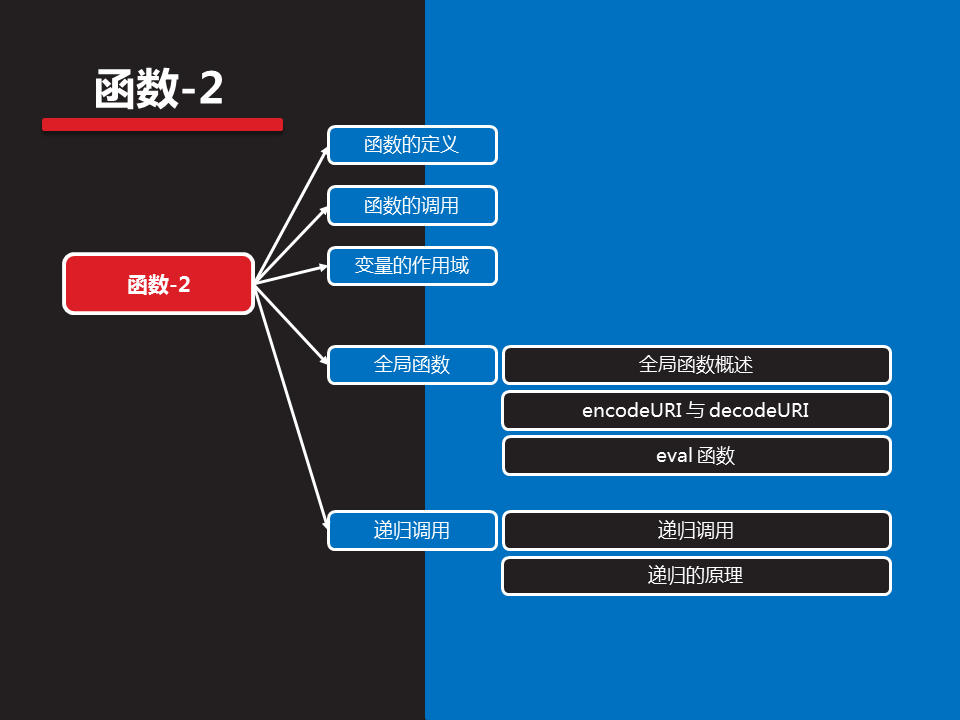 函数-2
函数的定义
函数的调用
函数-2
变量的作用域
全局函数
全局函数概述
encodeURI 与 decodeURI
eval 函数
递归调用
递归调用
递归的原理